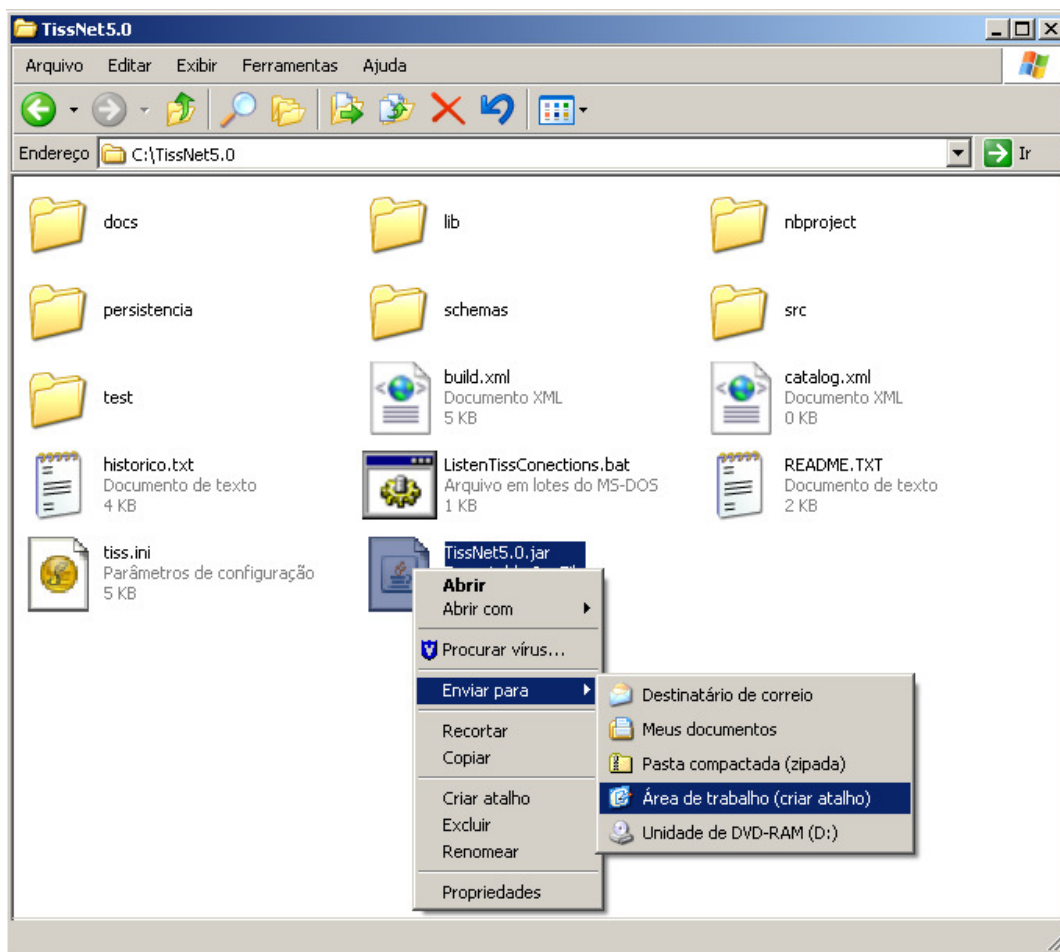 TissNet5.0
Arquivo Editar Exibir Ferramentas Ajuda
Endereço C:\TissNet5.0 Ir
docs
lib
nbproject
persistencia
schemas
src
test
build.xml
Documento XML
5 KB
catalog.xml
Documento XML
0 KB
historico.txt
Documento de texto
4 KB
ListenTissConections.bat
Arquivo em lotes do MS-DOS
1 KB
README.TXT
Documento de texto
2 KB
tiss.ini
Parâmetros de configuração
5 KB
TissNet5.0.jar
Abrir
Abrir com
Procurar vírus...
Enviar para
Recortar
Copiar
Criar atalho
Excluir
Renomear
Propriedades
Destinatário de correio
Meus documentos
Pasta compactada (zipada)
Área de trabalho (criar atalho)
Unidade de DVD-RAM (D:)